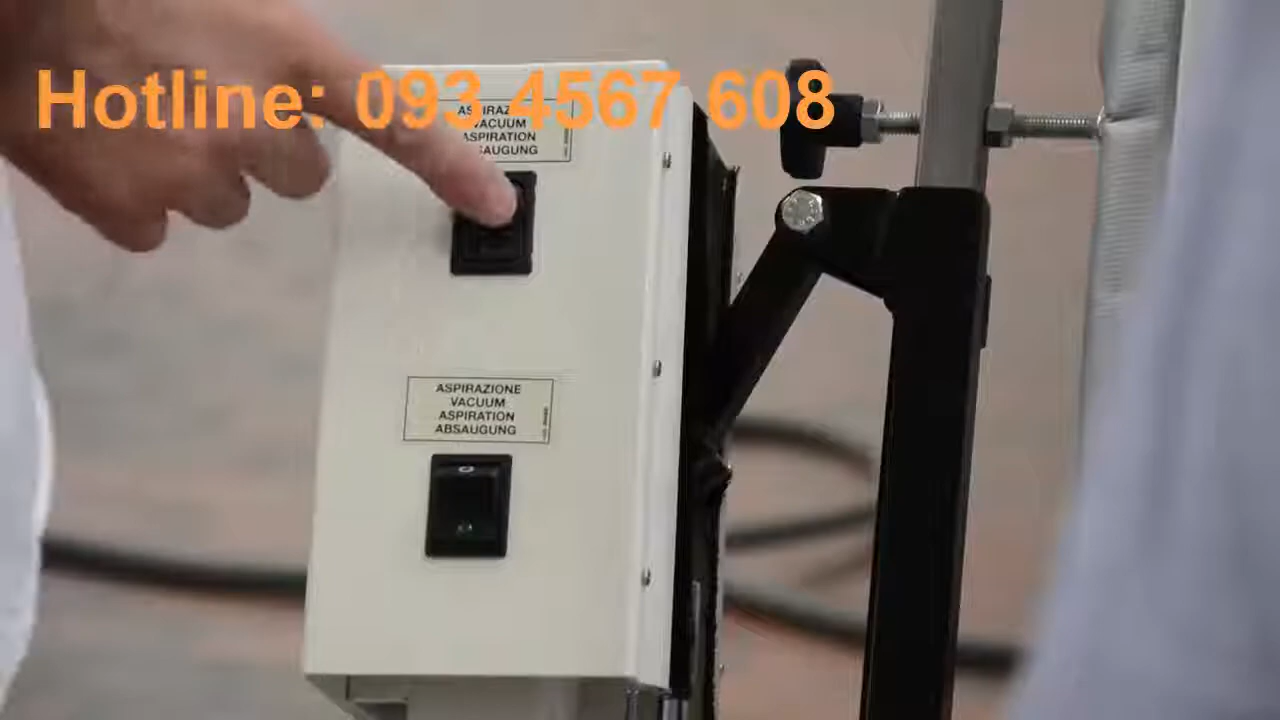 Hotline: 093 4567 608
VACUUM
ASPIRATION
ABSAUGUNG
ASPIRAZIONE
VACUUM
ASPIRATION
ABSAUGUNG